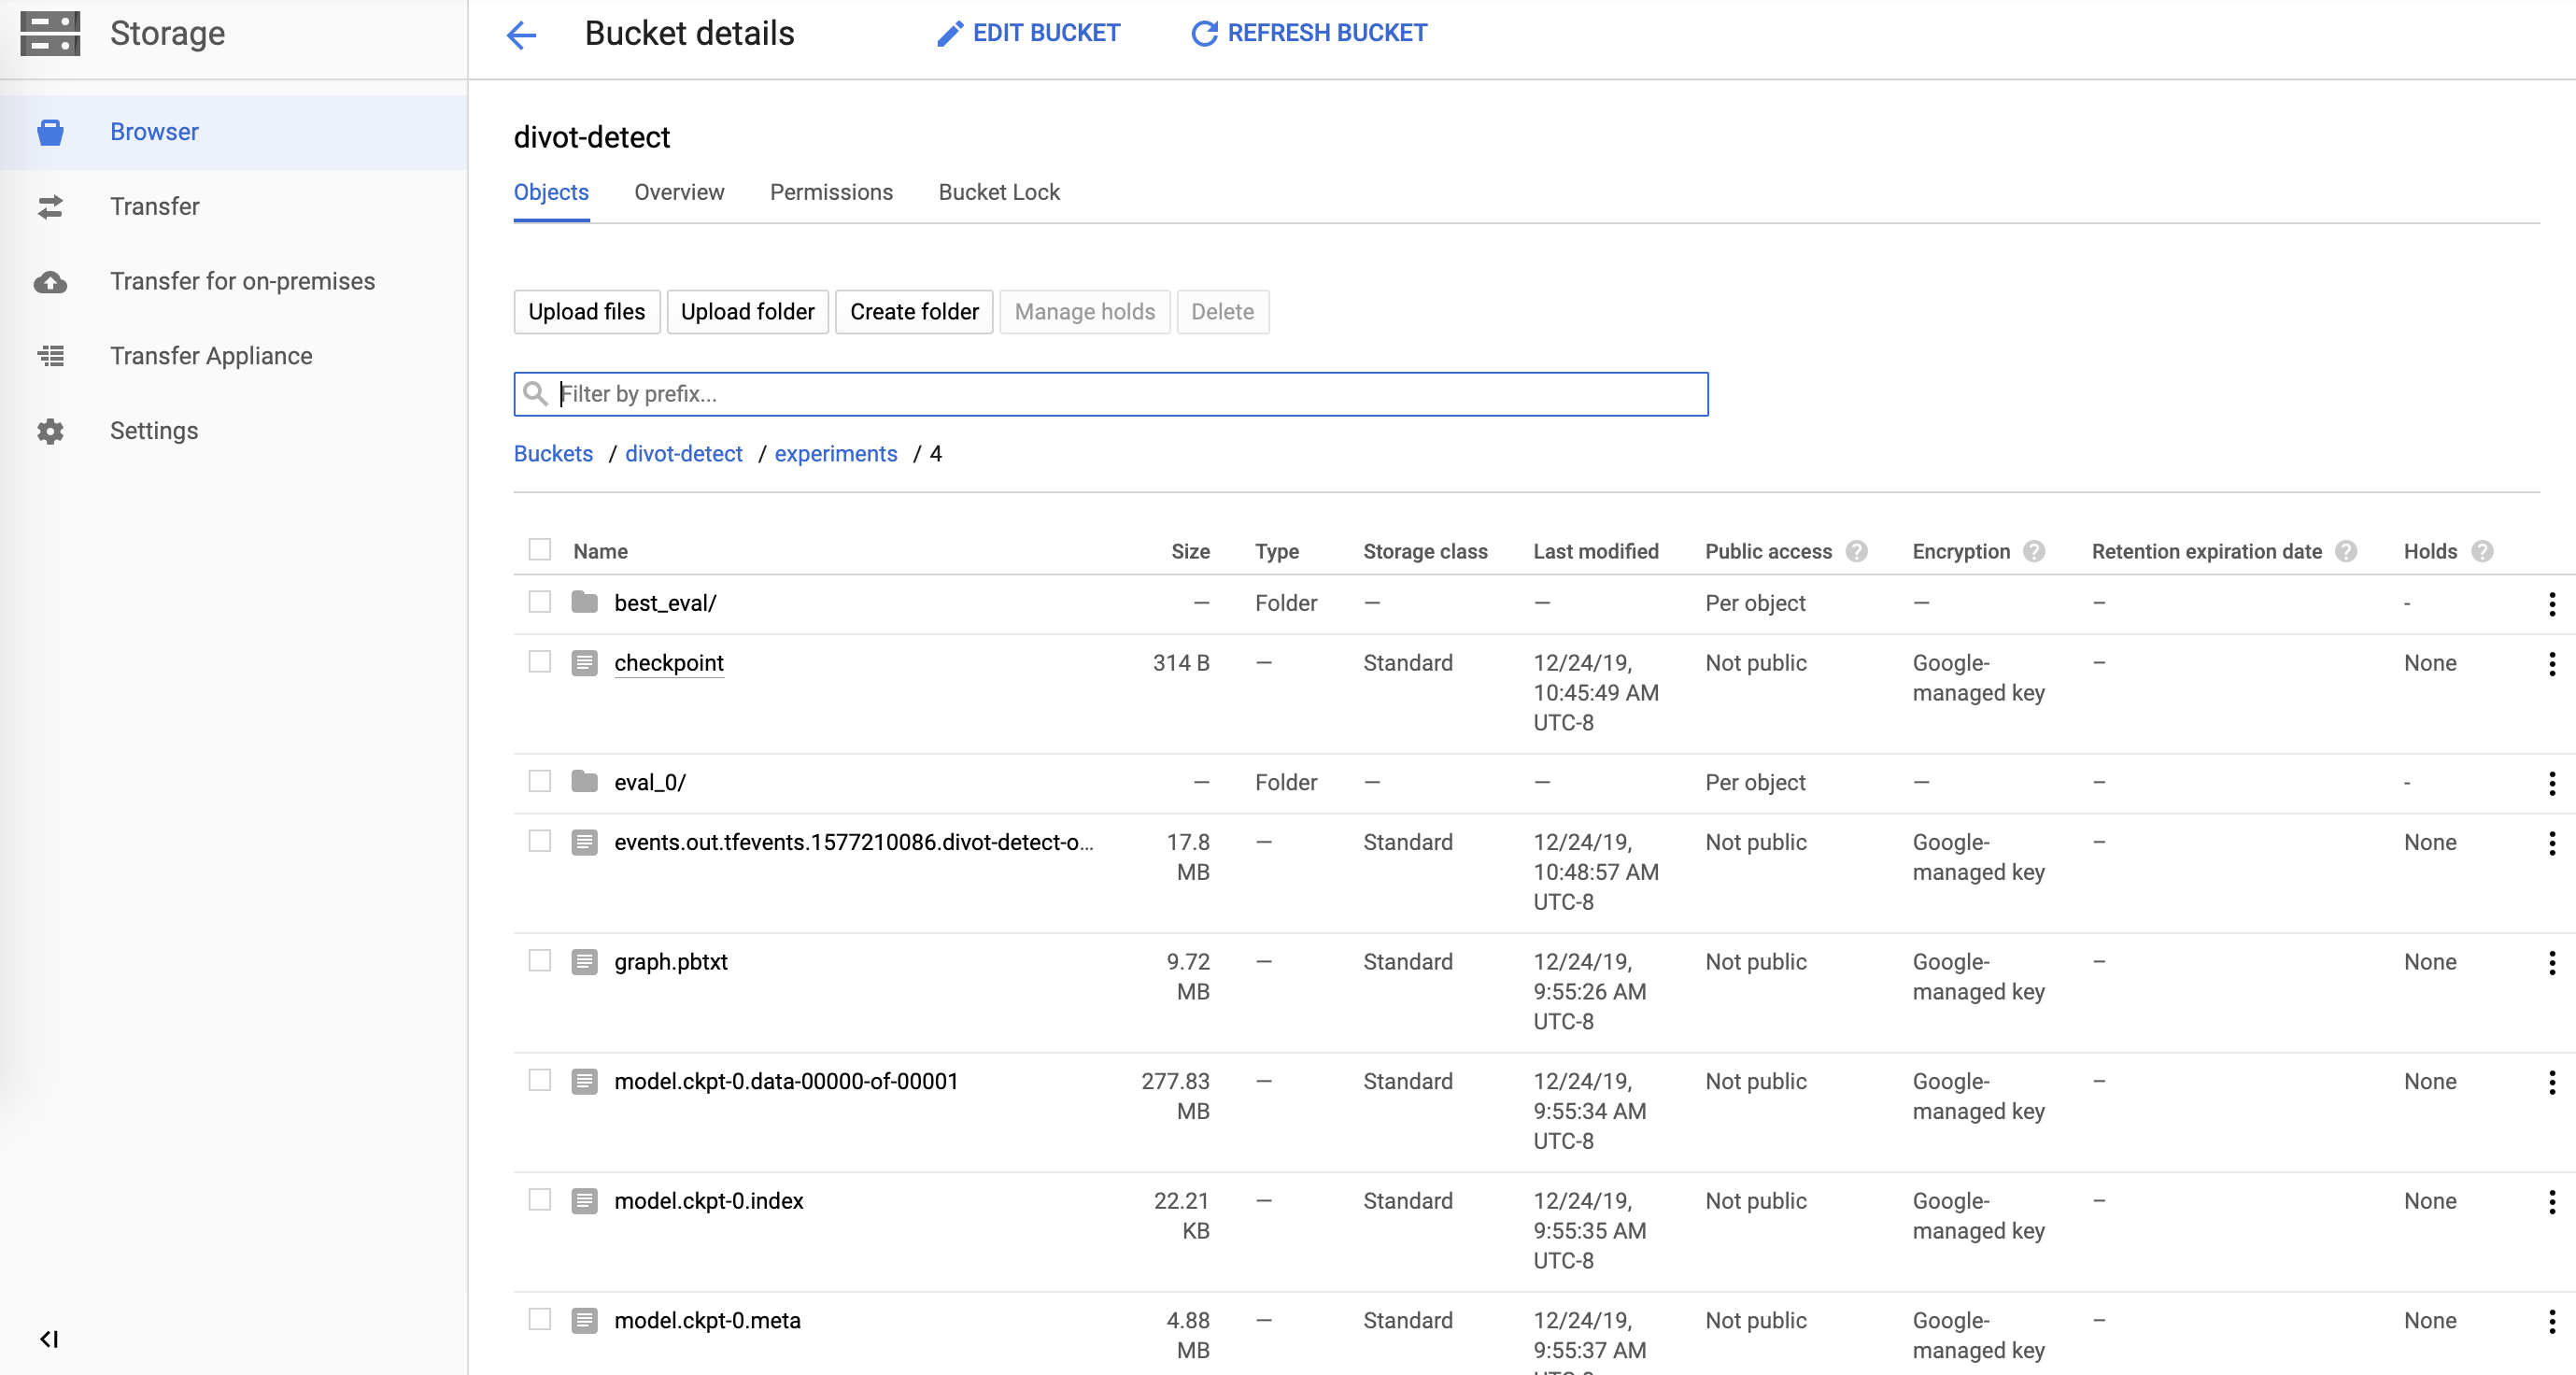 Storage
Bucket details
EDIT BUCKET
REFRESH BUCKET
Browser
Transfer
Transfer for on-premises
Transfer Appliance
Settings
divot-detect
Objects Overview Permissions Bucket Lock
Upload files Upload folder Create folder Manage holds Delete
Filter by prefix...
Buckets / divot-detect / experiments / 4
Name Size Type Storage class Last modified Public access ? Encryption ? Retention expiration date ? Holds ?
best_eval/ — Folder — — Per object — – -
checkpoint 314 B — Standard 12/24/19, Not public Google- – None
10:45:49 AM managed key
UTC-8
eval_0/ — Folder — — Per object — – -
events.out.tfevents.1577210086.divot-detect-o... 17.8 — Standard 12/24/19, Not public Google- – None
MB 10:48:57 AM managed key
UTC-8
graph.pbtxt 9.72 — Standard 12/24/19, Not public Google- – None
MB 9:55:26 AM managed key
UTC-8
model.ckpt-0.data-00000-of-00001 277.83 — Standard 12/24/19, Not public Google- – None
MB 9:55:34 AM managed key
UTC-8
model.ckpt-0.index 22.21 — Standard 12/24/19, Not public Google- – None
KB 9:55:35 AM managed key
UTC-8
model.ckpt-0.meta 4.88 — Standard 12/24/19, Not public Google- – None
MB 9:55:37 AM managed key